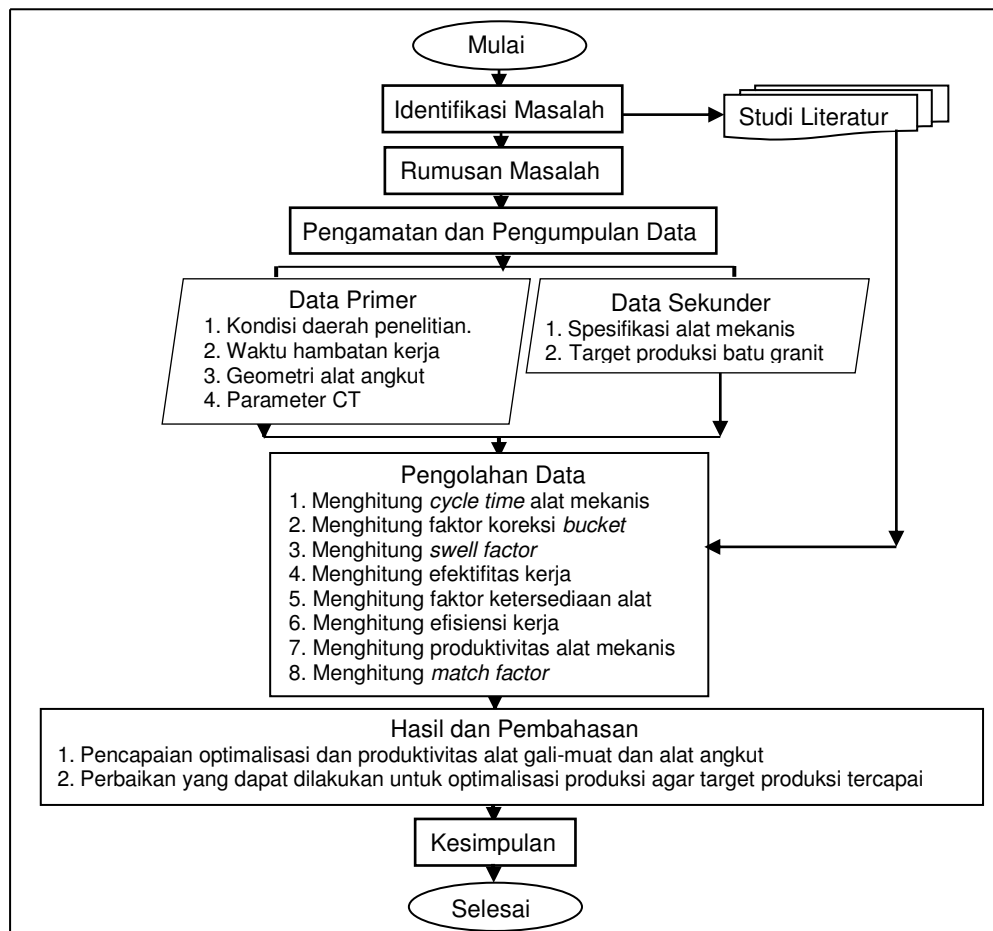 Mulai
Identifikasi Masalah
Studi Literatur
Rumusan Masalah
Pengamatan dan Pengumpulan Data
Data Primer
1. Kondisi daerah penelitian.
2. Waktu hambatan kerja
3. Geometri alat angkut
4. Parameter CT
Data Sekunder
1. Spesifikasi alat mekanis
2. Target produksi batu granit
Pengolahan Data
1. Menghitung cycle time alat mekanis
2. Menghitung faktor koreksi bucket
3. Menghitung swell factor
4. Menghitung efektifitas kerja
5. Menghitung faktor ketersediaan alat
6. Menghitung efisiensi kerja
7. Menghitung produktivitas alat mekanis
8. Menghitung match factor
Hasil dan Pembahasan
1. Pencapaian optimalisasi dan produktivitas alat gali-muat dan alat angkut
2. Perbaikan yang dapat dilakukan untuk optimalisasi produksi agar target produksi tercapai
Kesimpulan
Selesai